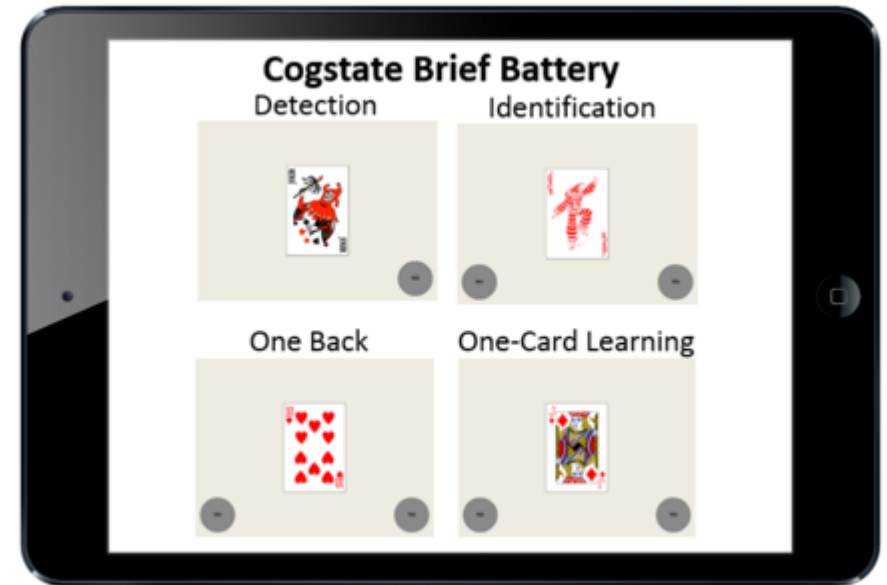 Cogstate Brief Battery
Detection
Identification
One Back
One-Card Learning